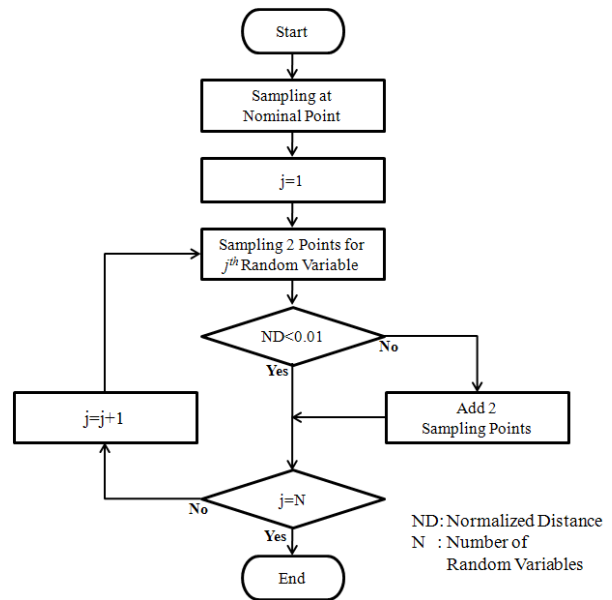 Start
Sampling at
Nominal Point
j=1
Sampling 2 Points for
jth Random Variable
ND<0.01
No
Yes
Add 2
Sampling Points
j=j+1
j=N
No
Yes
End
ND: Normalized Distance
N : Number of
Random Variables